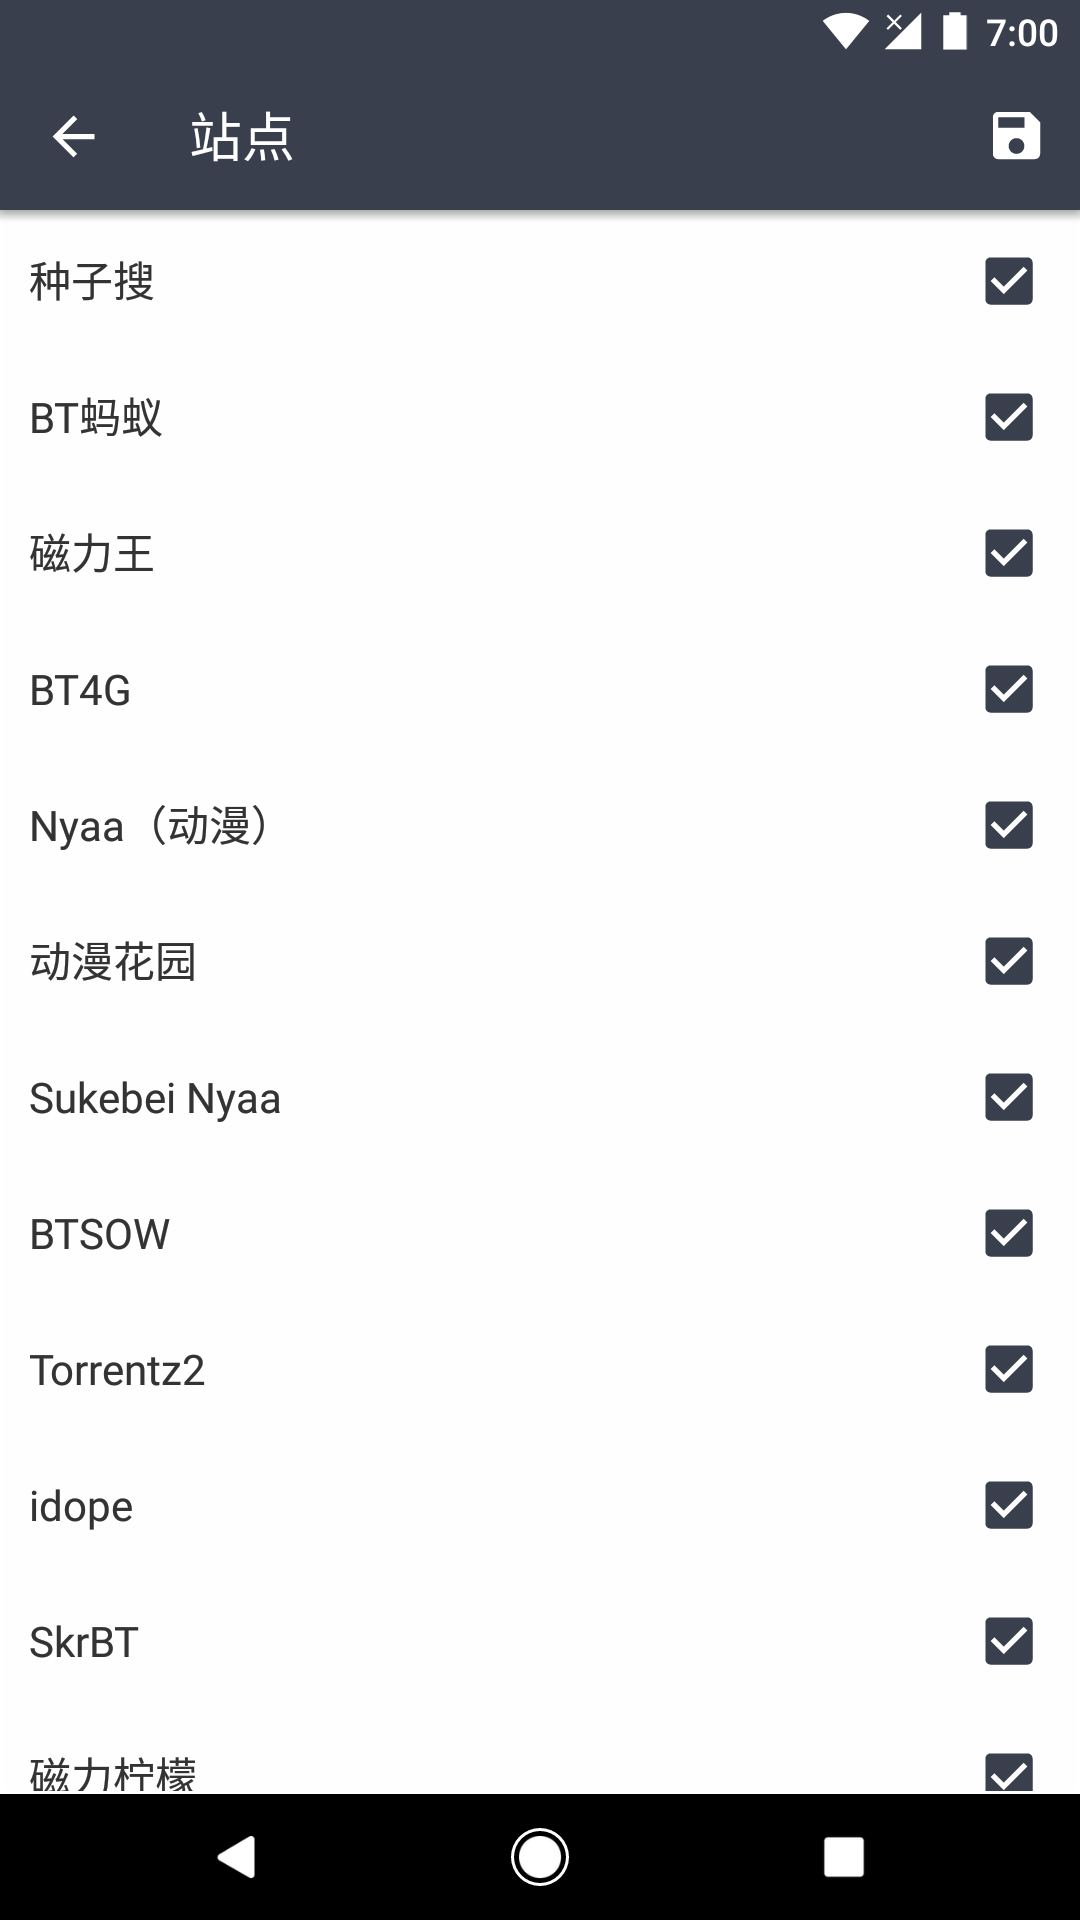 7:00
站点
种子搜
BT蚂蚁
磁力王
BT4G
Nyaa（动漫）
动漫花园
Sukebei Nyaa
BTSOW
Torrentz2
idope
SkrBT
磁力柠檬